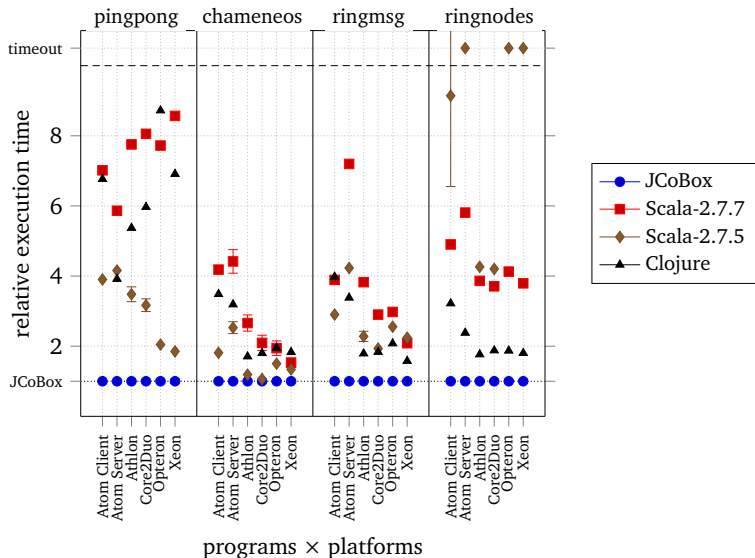 pingpong chameneos ringmsg ringnodes
timeout
8
6
4
2
JCoBox
relative execution time
Atom Client
Atom Server
Athlon
Core2Duo
Opteron
Xeon
Atom Client
Atom Server
Athlon
Core2Duo
Opteron
Xeon
Atom Client
Atom Server
Athlon
Core2Duo
Opteron
Xeon
Atom Client
Atom Server
Athlon
Core2Duo
Opteron
Xeon
programs × platforms
JCoBox
Scala-2.7.7
Scala-2.7.5
Clojure